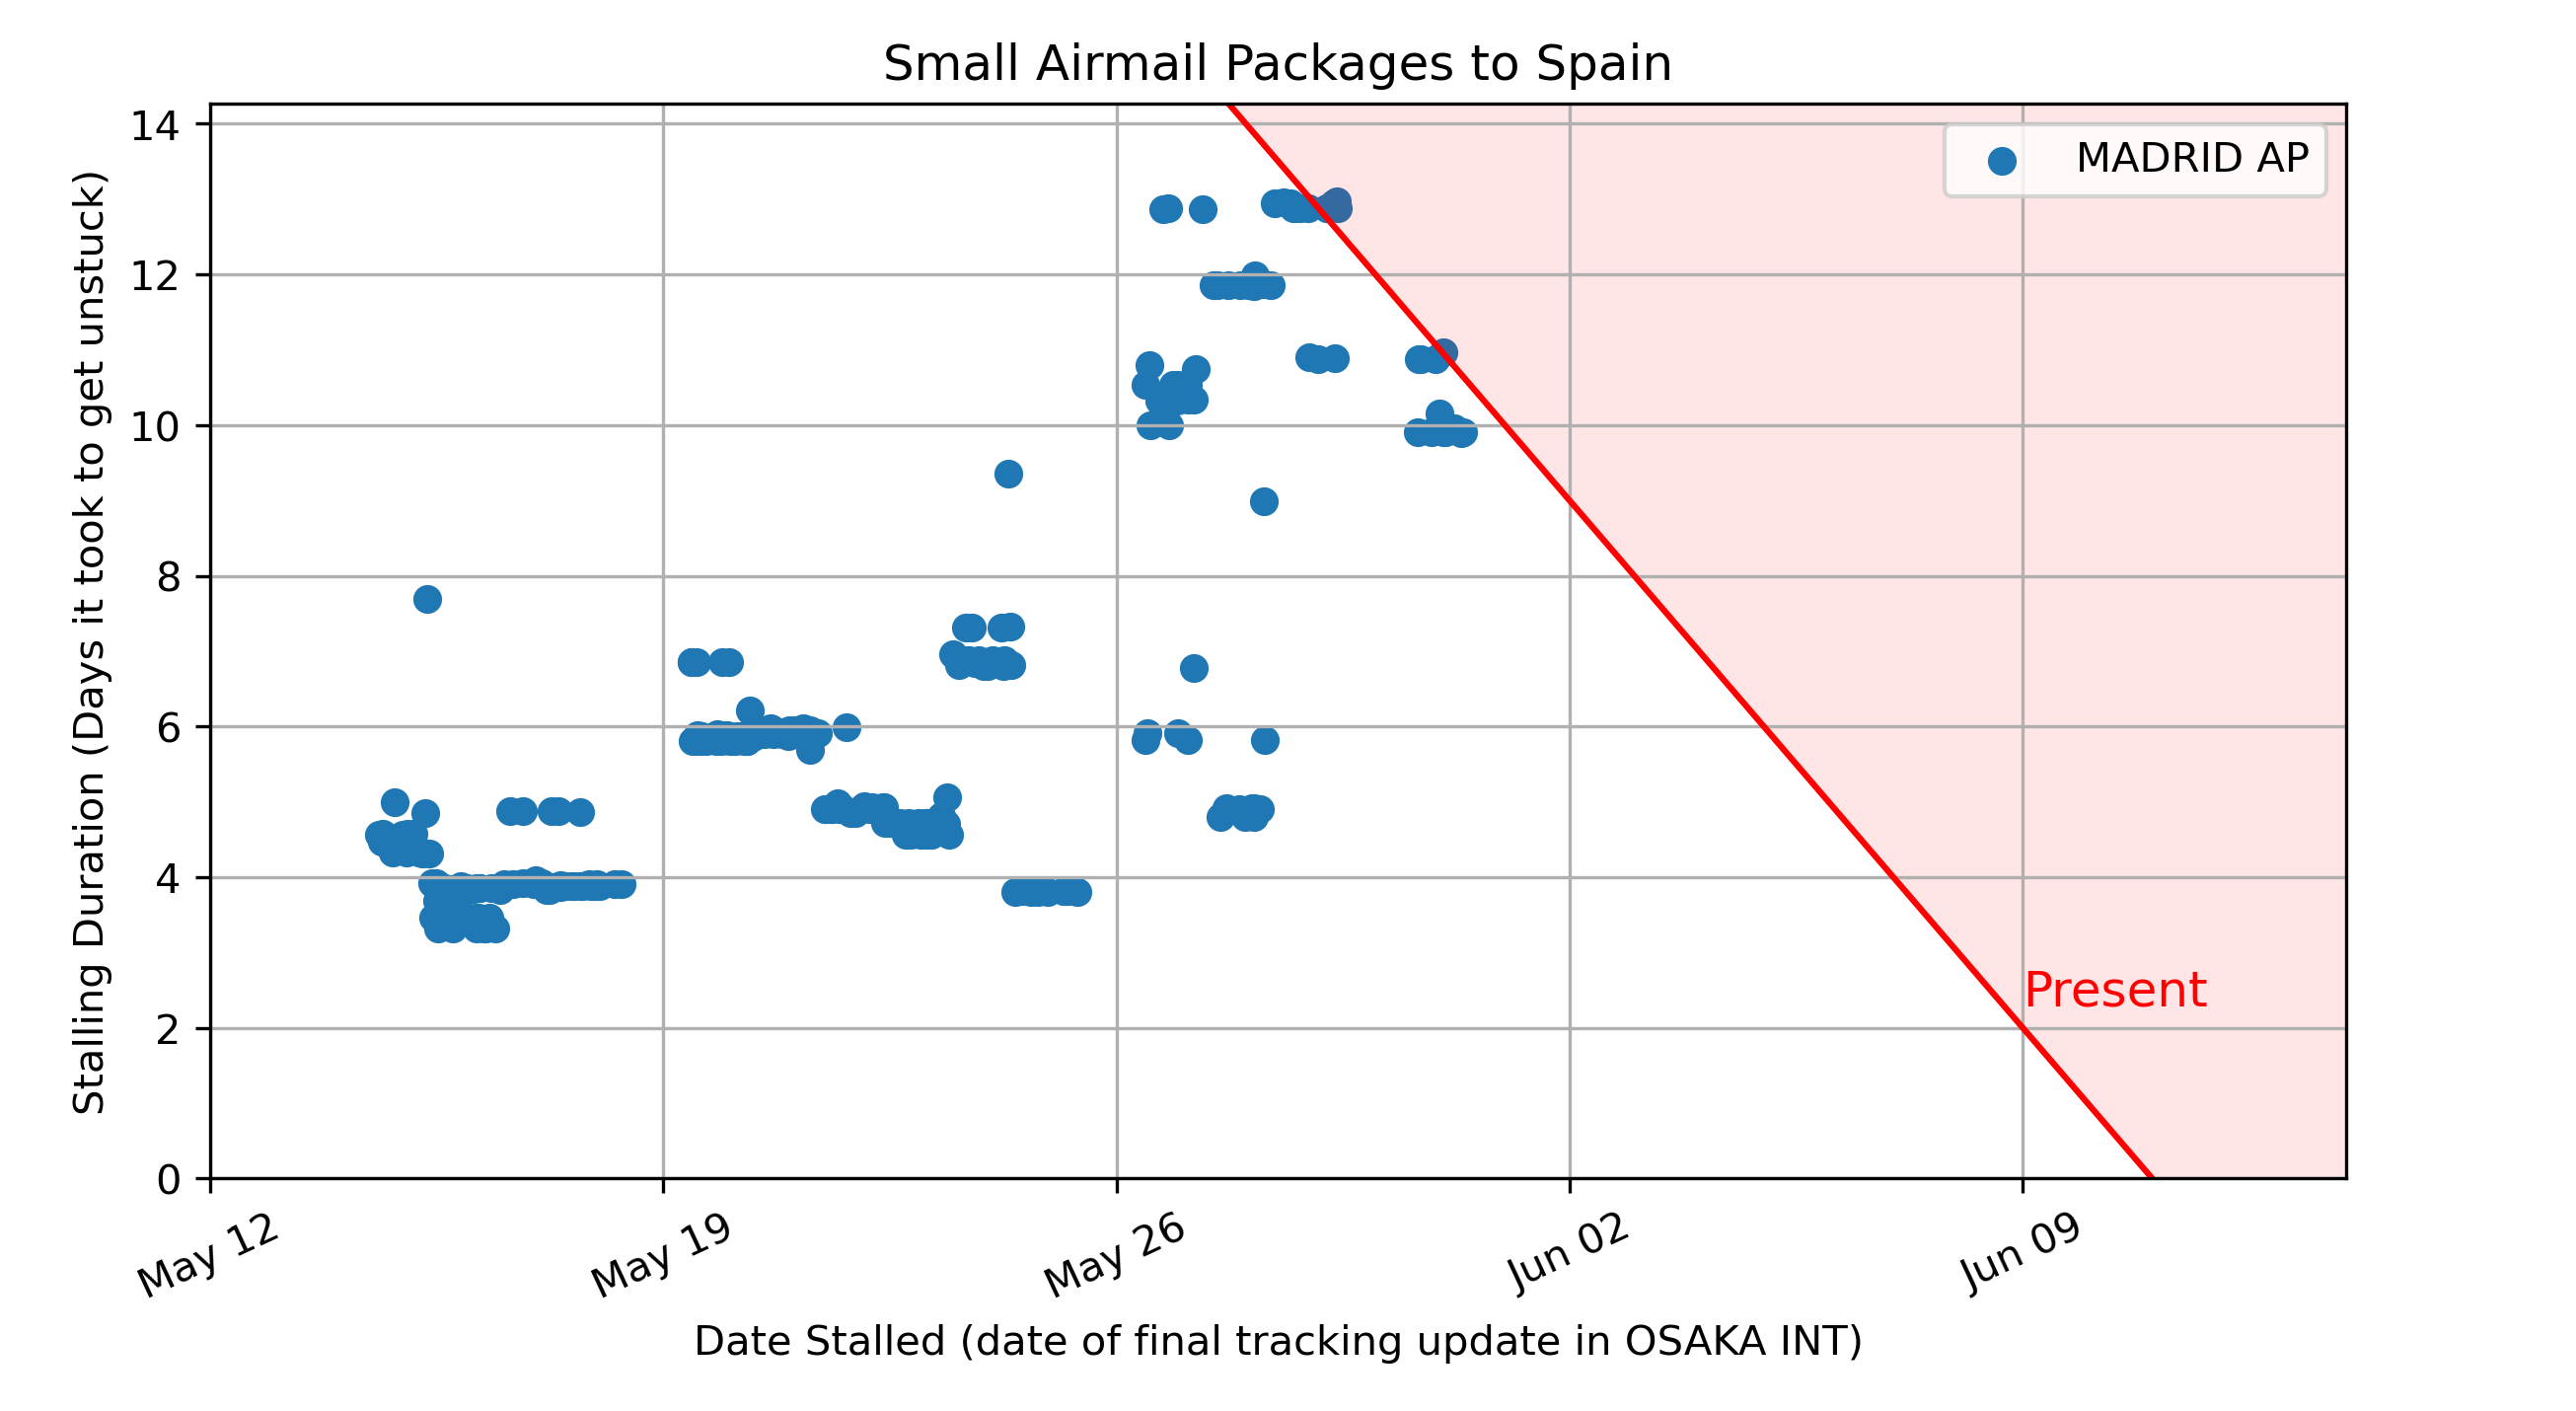 Small Airmail Packages to Spain
Stalling Duration (Days it took to get unstuck)
14
12
10
8
6
4
2
0
MADRID AP
Present
May 12
May 19
May 26
Jun 02
Jun 09
Date Stalled (date of final tracking update in OSAKA INT)